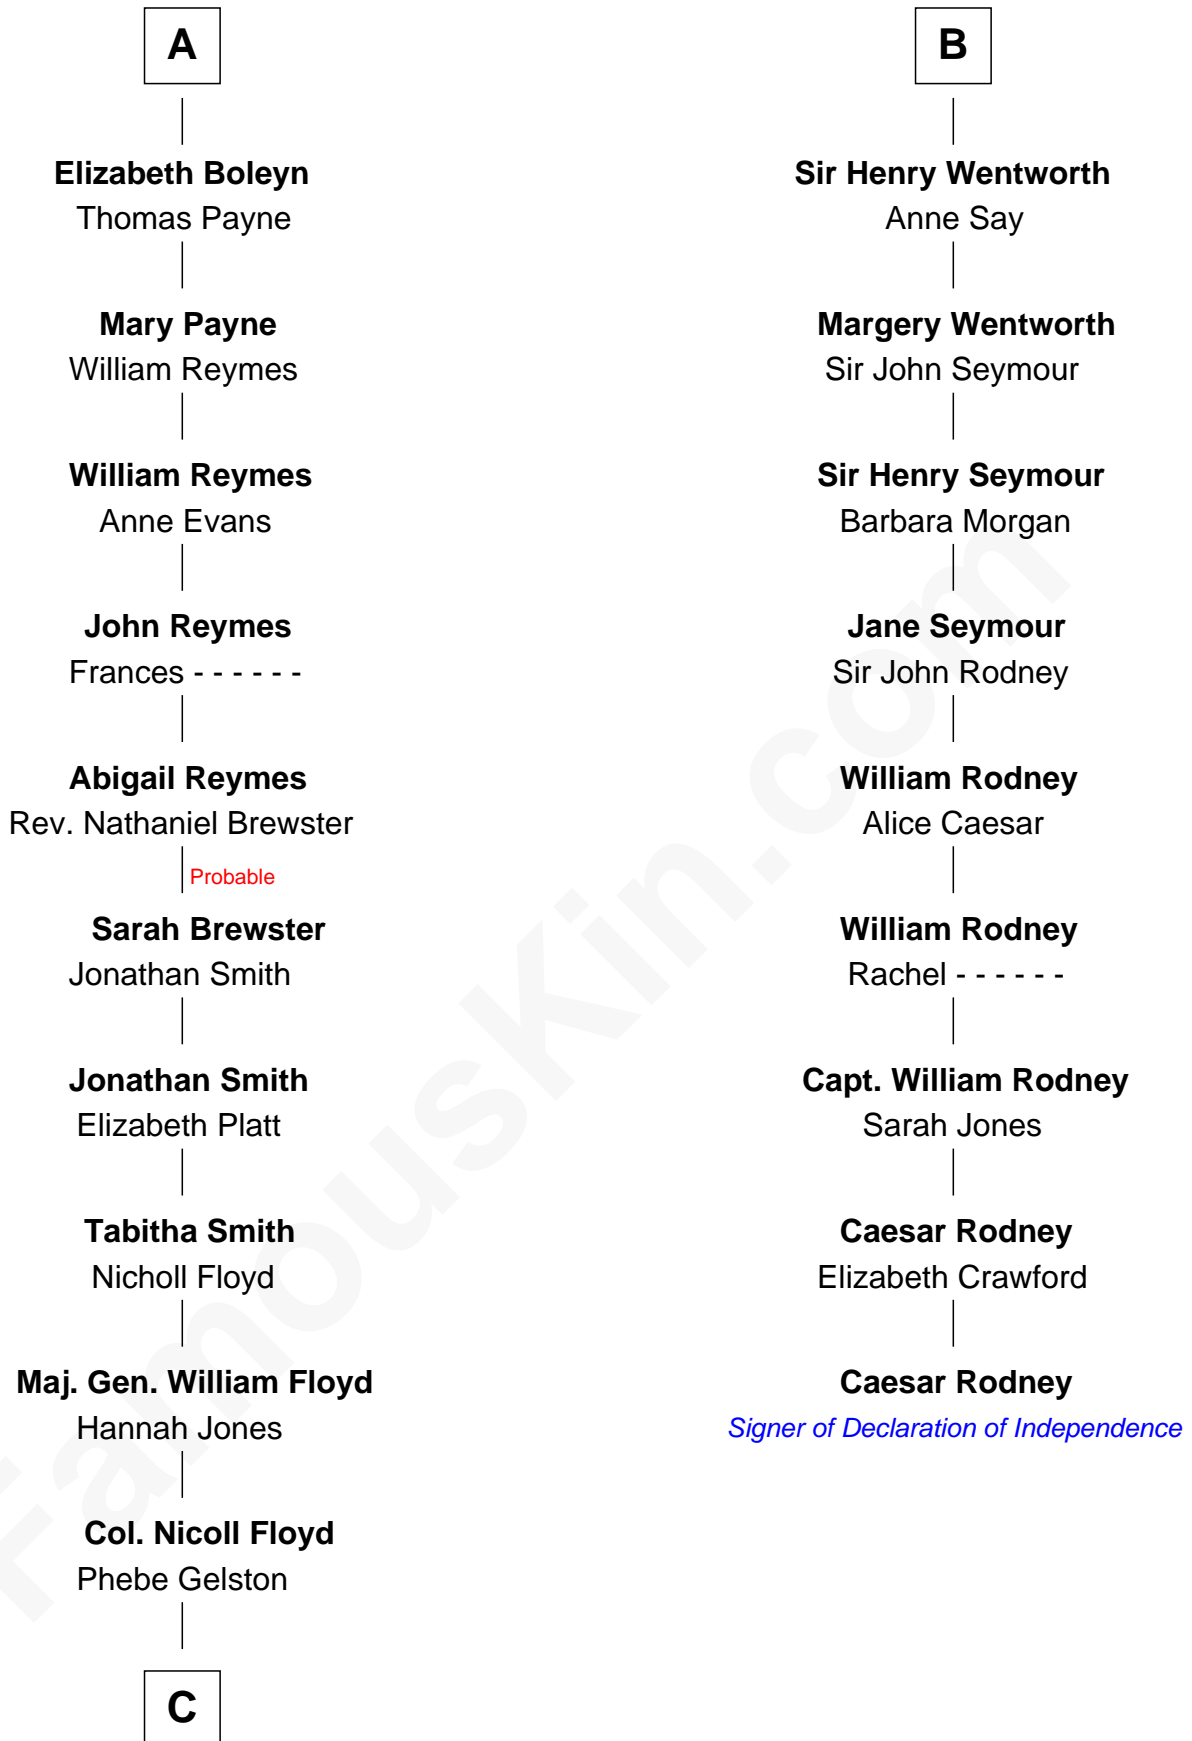 A
Elizabeth Boleyn
Thomas Payne
Mary Payne
William Reymes
William Reymes
Anne Evans
John Reymes
Frances - - - - - -
Abigail Reymes
Rev. Nathaniel Brewster
Probable
Sarah Brewster
Jonathan Smith
Jonathan Smith
Elizabeth Platt
Tabitha Smith
Nicholl Floyd
Maj. Gen. William Floyd
Hannah Jones
Col. Nicoll Floyd
Phebe Gelston
C
B
Sir Henry Wentworth
Anne Say
Margery Wentworth
Sir John Seymour
Sir Henry Seymour
Barbara Morgan
Jane Seymour
Sir John Rodney
William Rodney
Alice Caesar
William Rodney
Rachel - - - - - -
Capt. William Rodney
Sarah Jones
Caesar Rodney
Elizabeth Crawford
Caesar Rodney
Signer of Declaration of Independence
FamousKin.com